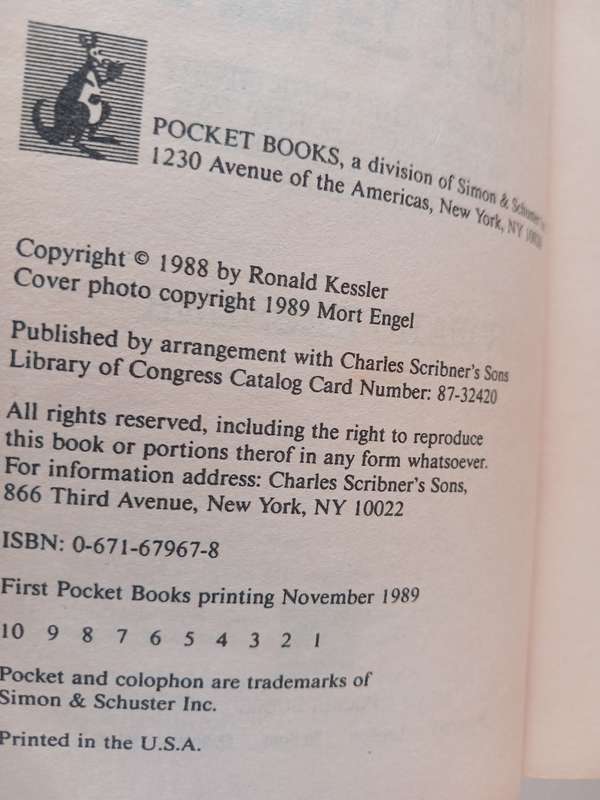 POCKET BOOKS, a division of Simon & Schuster
1230 Avenue of the Americas, New York, NY
Copyright © 1988 by Ronald Kessler
Cover photo copyright 1989 Mort Engel
Published by arrangement with Charles Scribner's Sons
Library of Congress Catalog Card Number: 87-32420
All rights reserved, including the right to reproduce
this book or portions therof in any form whatsoever.
For information address: Charles Scribner's Sons,
866 Third Avenue, New York, NY 10022
ISBN: 0-671-67967-8
First Pocket Books printing November 1989
10 9 8 7 6 5 4 3 2 1
Pocket and colophon are trademarks of
Simon & Schuster Inc.
Printed in the U.S.A.